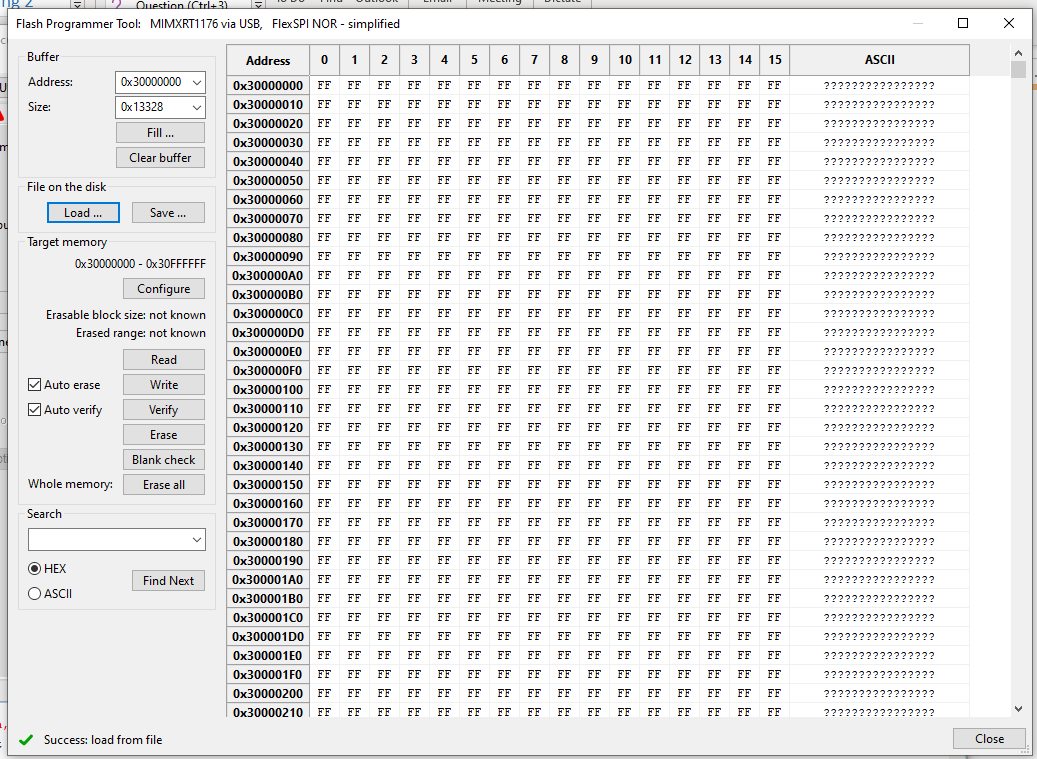 Flash Programmer Tool: MIMXRT1176 via USB, FlexSPI NOR - simplified
Buffer
Address: 0x30000000
Size: 0x13328
Fill ...
Clear buffer
File on the disk
Load ... Save ...
Target memory
0x30000000 - 0x30FFFFFF
Configure
Erasable block size: not known
Erased range: not known
Read
Auto erase Write
Auto verify Verify
Erase
Blank check
Whole memory: Erase all
Search
HEX
Find Next
ASCII
Address 0 1 2 3 4 5 6 7 8 9 10 11 12 13 14 15 ASCII
0x30000000 FF FF FF FF FF FF FF FF FF FF FF FF FF FF FF FF ????????????????
0x30000010 FF FF FF FF FF FF FF FF FF FF FF FF FF FF FF FF ????????????????
0x30000020 FF FF FF FF FF FF FF FF FF FF FF FF FF FF FF FF ????????????????
0x30000030 FF FF FF FF FF FF FF FF FF FF FF FF FF FF FF FF ????????????????
0x30000040 FF FF FF FF FF FF FF FF FF FF FF FF FF FF FF FF ????????????????
0x30000050 FF FF FF FF FF FF FF FF FF FF FF FF FF FF FF FF ????????????????
0x30000060 FF FF FF FF FF FF FF FF FF FF FF FF FF FF FF FF ????????????????
0x30000070 FF FF FF FF FF FF FF FF FF FF FF FF FF FF FF FF ????????????????
0x30000080 FF FF FF FF FF FF FF FF FF FF FF FF FF FF FF FF ????????????????
0x30000090 FF FF FF FF FF FF FF FF FF FF FF FF FF FF FF FF ????????????????
0x300000A0 FF FF FF FF FF FF FF FF FF FF FF FF FF FF FF FF ????????????????
0x300000B0 FF FF FF FF FF FF FF FF FF FF FF FF FF FF FF FF ????????????????
0x300000C0 FF FF FF FF FF FF FF FF FF FF FF FF FF FF FF FF ????????????????
0x300000D0 FF FF FF FF FF FF FF FF FF FF FF FF FF FF FF FF ????????????????
0x300000E0 FF FF FF FF FF FF FF FF FF FF FF FF FF FF FF FF ????????????????
0x300000F0 FF FF FF FF FF FF FF FF FF FF FF FF FF FF FF FF ????????????????
0x30000100 FF FF FF FF FF FF FF FF FF FF FF FF FF FF FF FF ????????????????
0x30000110 FF FF FF FF FF FF FF FF FF FF FF FF FF FF FF FF ????????????????
0x30000120 FF FF FF FF FF FF FF FF FF FF FF FF FF FF FF FF ????????????????
0x30000130 FF FF FF FF FF FF FF FF FF FF FF FF FF FF FF FF ????????????????
0x30000140 FF FF FF FF FF FF FF FF FF FF FF FF FF FF FF FF ????????????????
0x30000150 FF FF FF FF FF FF FF FF FF FF FF FF FF FF FF FF ????????????????
0x30000160 FF FF FF FF FF FF FF FF FF FF FF FF FF FF FF FF ????????????????
0x30000170 FF FF FF FF FF FF FF FF FF FF FF FF FF FF FF FF ????????????????
0x30000180 FF FF FF FF FF FF FF FF FF FF FF FF FF FF FF FF ????????????????
0x30000190 FF FF FF FF FF FF FF FF FF FF FF FF FF FF FF FF ????????????????
0x300001A0 FF FF FF FF FF FF FF FF FF FF FF FF FF FF FF FF ????????????????
0x300001B0 FF FF FF FF FF FF FF FF FF FF FF FF FF FF FF FF ????????????????
0x300001C0 FF FF FF FF FF FF FF FF FF FF FF FF FF FF FF FF ????????????????
0x300001D0 FF FF FF FF FF FF FF FF FF FF FF FF FF FF FF FF ????????????????
0x300001E0 FF FF FF FF FF FF FF FF FF FF FF FF FF FF FF FF ????????????????
0x300001F0 FF FF FF FF FF FF FF FF FF FF FF FF FF FF FF FF ????????????????
0x30000200 FF FF FF FF FF FF FF FF FF FF FF FF FF FF FF FF ????????????????
0x30000210 FF FF FF FF FF FF FF FF FF FF FF FF FF FF FF FF ????????????????
Success: load from file
Close